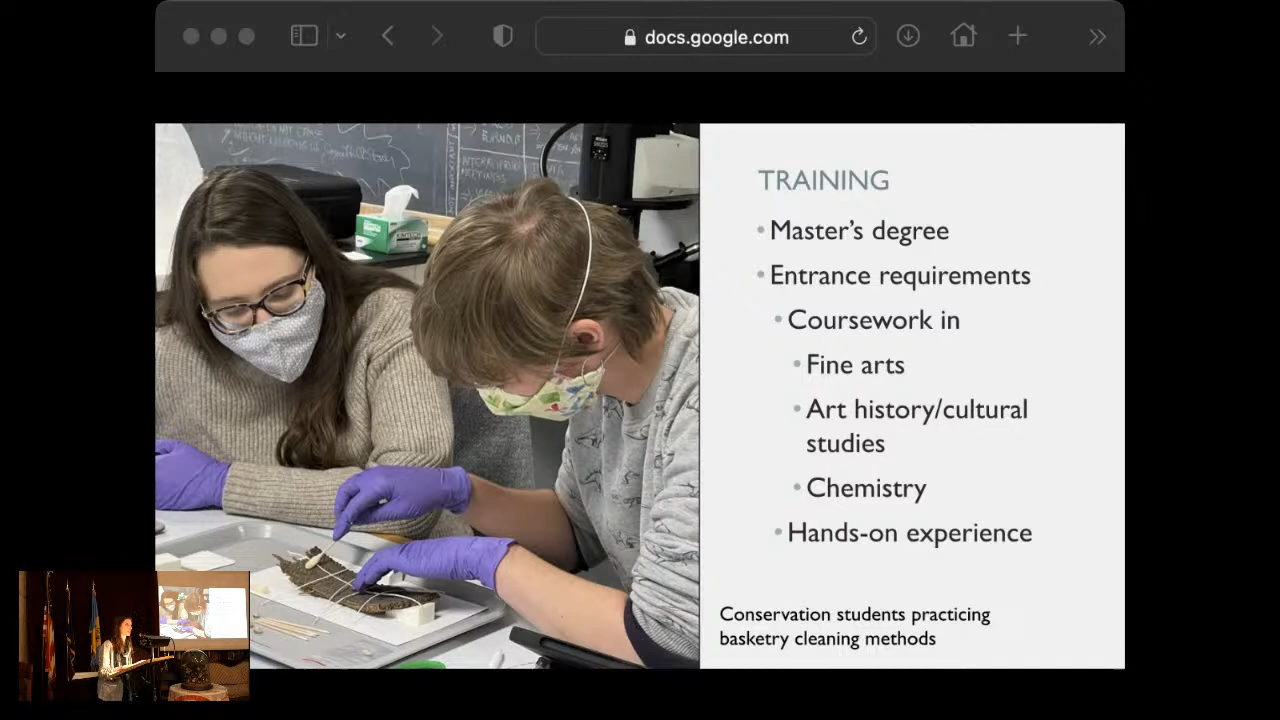 docs.google.com
TRAINING
• Master's degree
• Entrance requirements
• Coursework in
• Fine arts
• Art history/cultural
studies
• Chemistry
• Hands-on experience
Conservation students practicing
basketry cleaning methods